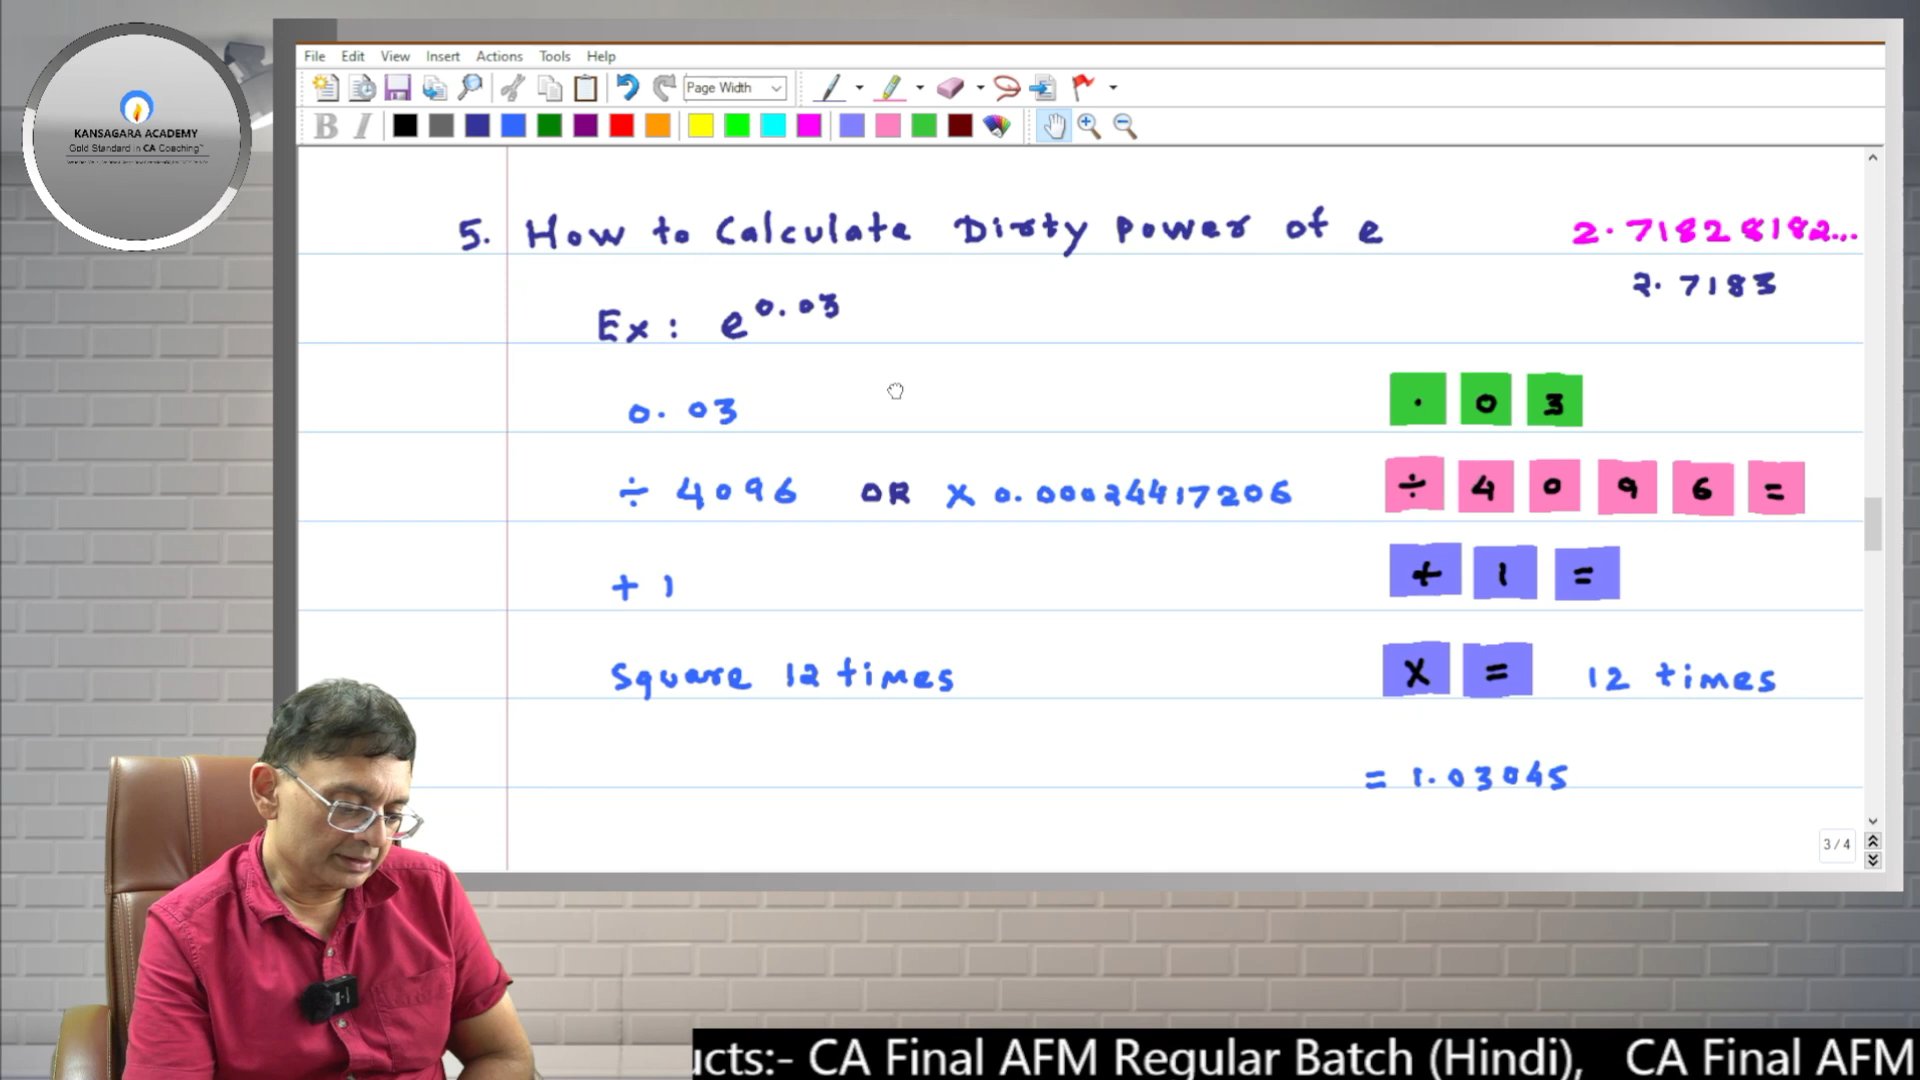 KANSAGARA ACADEMY
Gold Standard in CA Coaching™
File Edit View Insert Actions Tools Help
Page Width
B I
5. How to Calculate Dirty Power of e
2.71828182...
2.7183
Ex: e^0.03
0.03
. 0 3
÷ 4096 OR × 0.00024417206
÷ 4 0 9 6 =
+ 1
+ 1 =
Square 12 times
× = 12 times
= 1.03045
3 / 4
ucts:- CA Final AFM Regular Batch (Hindi), CA Final AFM